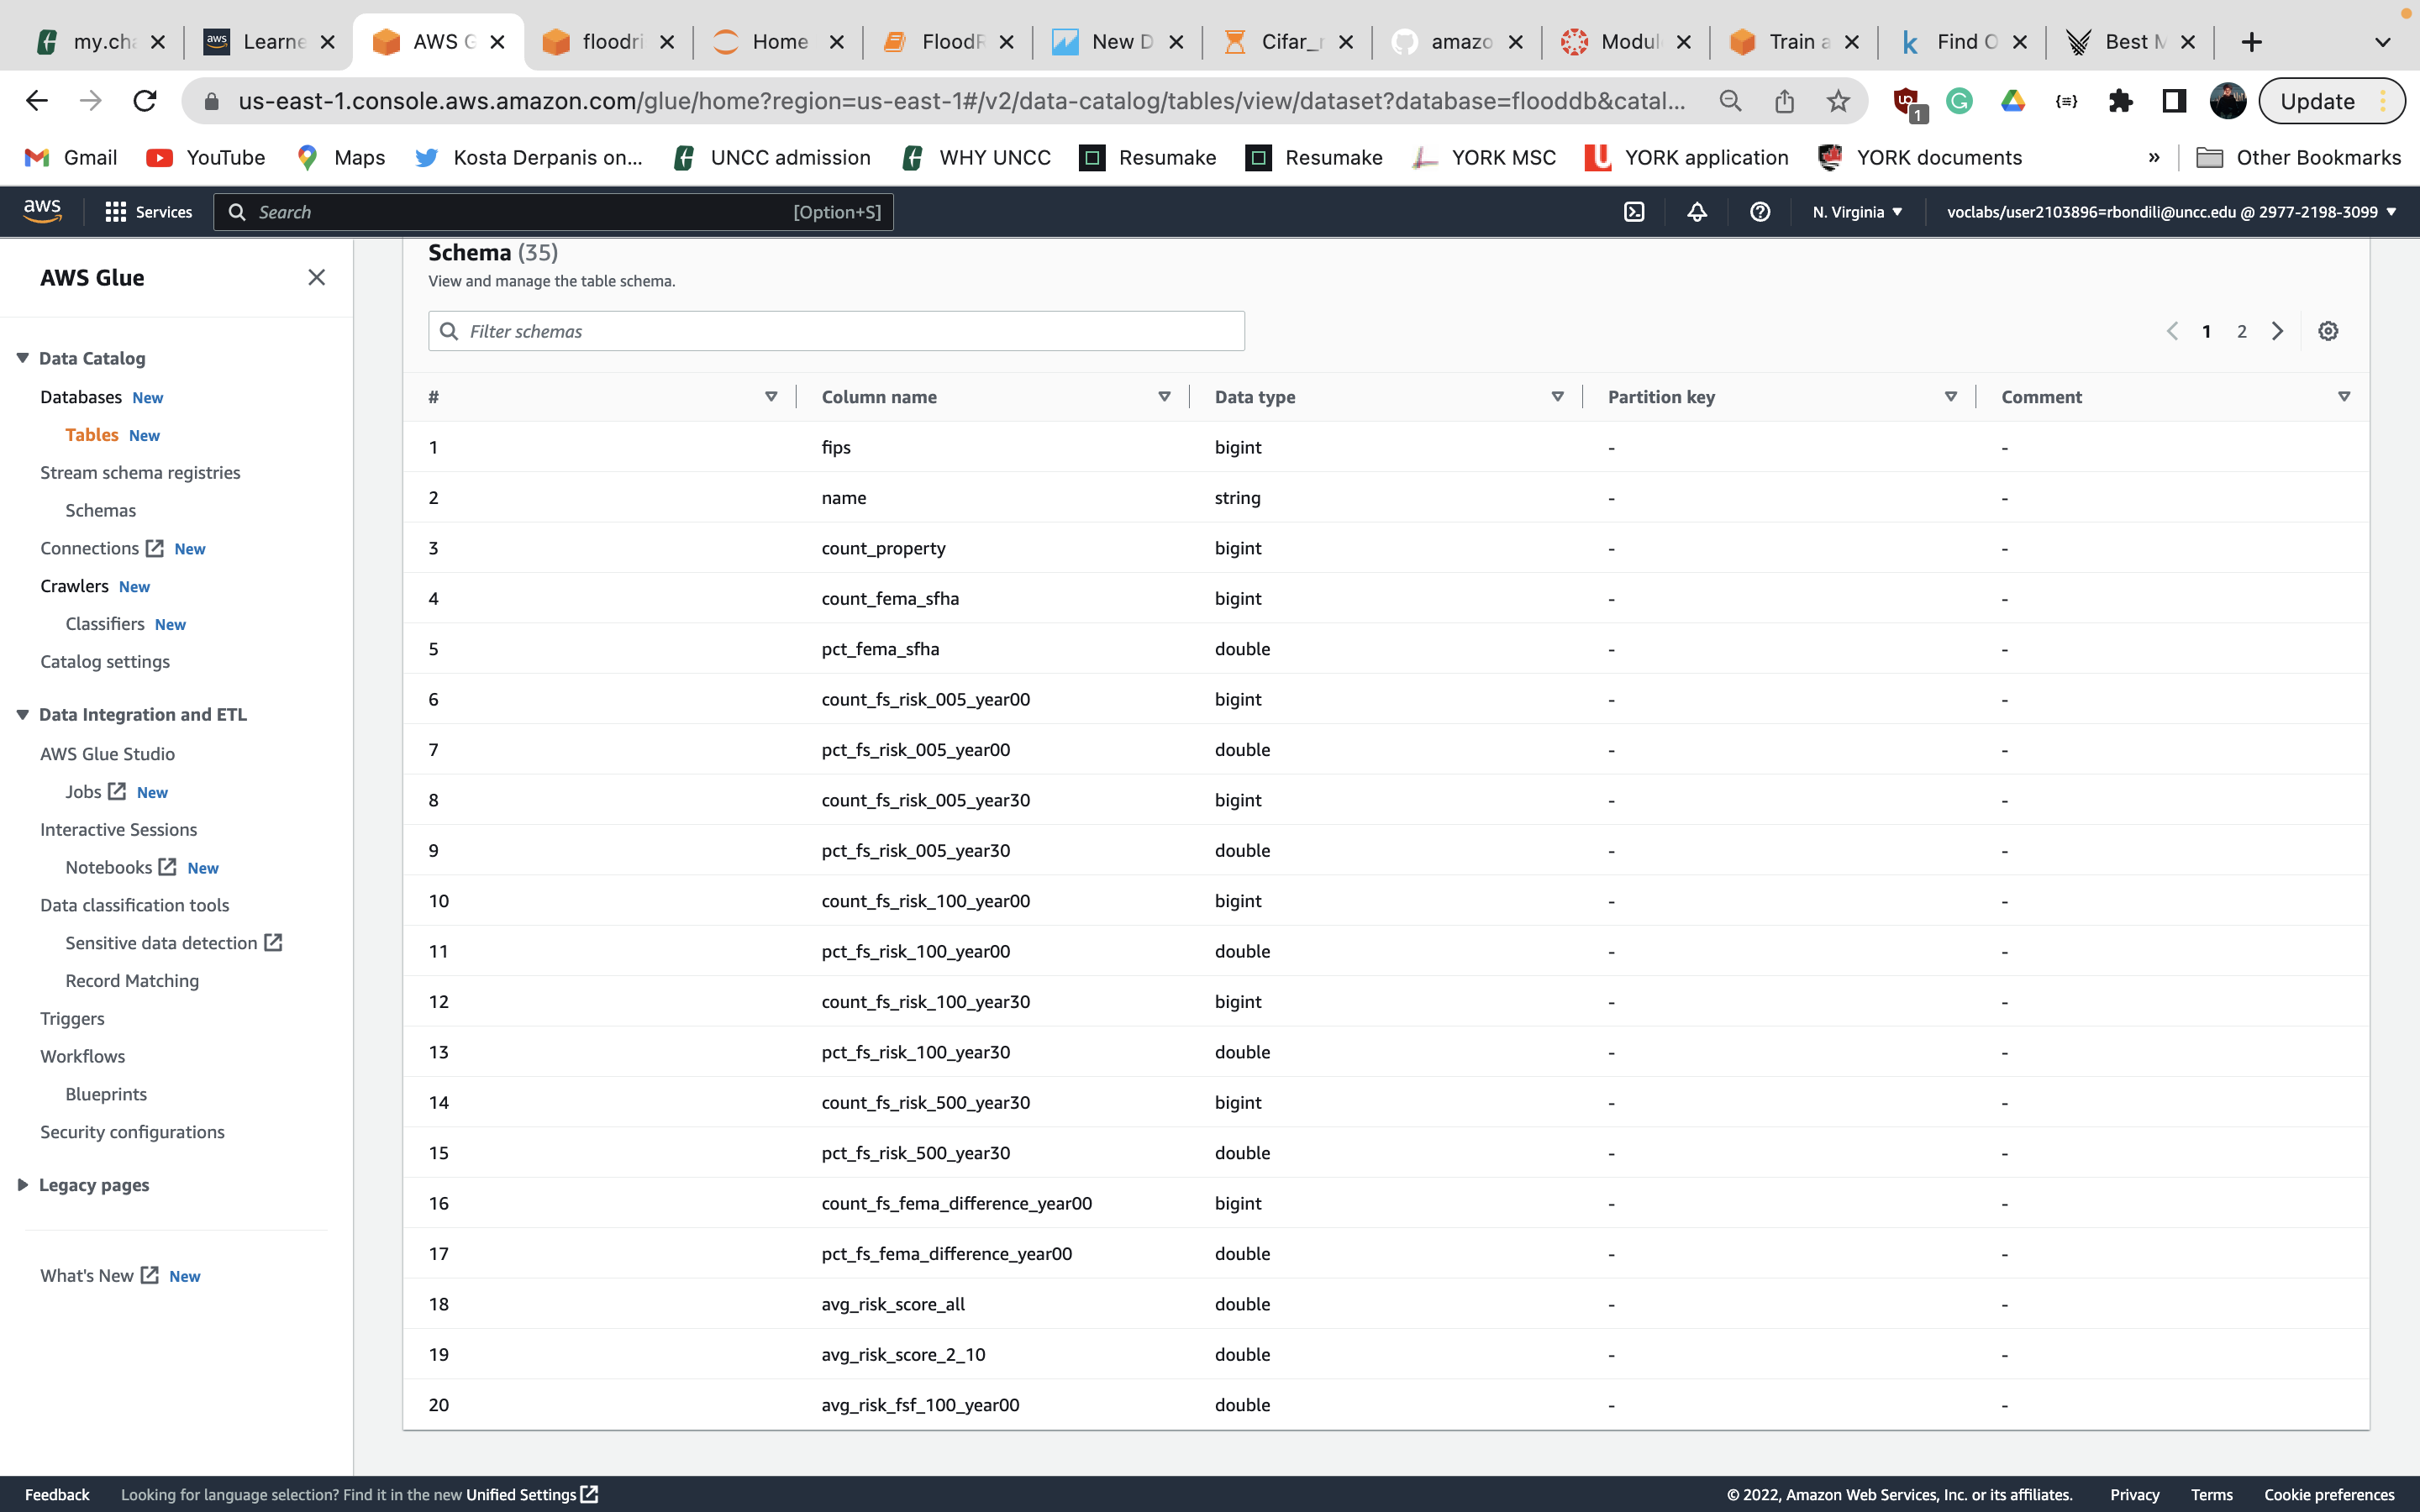 my.cha
Learne
AWS G
floodri
Home
FloodR
New D
Cifar_r
amazo
Modul
Train a
Find O
Best M
us-east-1.console.aws.amazon.com/glue/home?region=us-east-1#/v2/data-catalog/tables/view/dataset?database=flooddb&catal...
1
Update
Gmail
YouTube
Maps
Kosta Derpanis on...
UNCC admission
WHY UNCC
Resumake
Resumake
YORK MSC
YORK application
YORK documents
»
Other Bookmarks
aws
Services
Search
[Option+S]
N. Virginia
voclabs/user2103896=rbondili@uncc.edu @ 2977-2198-3099
AWS Glue
Data Catalog
Databases New
Tables New
Stream schema registries
Schemas
Connections New
Crawlers New
Classifiers New
Catalog settings
Data Integration and ETL
AWS Glue Studio
Jobs New
Interactive Sessions
Notebooks New
Data classification tools
Sensitive data detection
Record Matching
Triggers
Workflows
Blueprints
Security configurations
Legacy pages
What's New New
Schema (35)
View and manage the table schema.
Filter schemas
1 2
# Column name Data type Partition key Comment
1 fips bigint - -
2 name string - -
3 count_property bigint - -
4 count_fema_sfha bigint - -
5 pct_fema_sfha double - -
6 count_fs_risk_005_year00 bigint - -
7 pct_fs_risk_005_year00 double - -
8 count_fs_risk_005_year30 bigint - -
9 pct_fs_risk_005_year30 double - -
10 count_fs_risk_100_year00 bigint - -
11 pct_fs_risk_100_year00 double - -
12 count_fs_risk_100_year30 bigint - -
13 pct_fs_risk_100_year30 double - -
14 count_fs_risk_500_year30 bigint - -
15 pct_fs_risk_500_year30 double - -
16 count_fs_fema_difference_year00 bigint - -
17 pct_fs_fema_difference_year00 double - -
18 avg_risk_score_all double - -
19 avg_risk_score_2_10 double - -
20 avg_risk_fsf_100_year00 double - -
Feedback
Looking for language selection? Find it in the new Unified Settings
© 2022, Amazon Web Services, Inc. or its affiliates.
Privacy
Terms
Cookie preferences